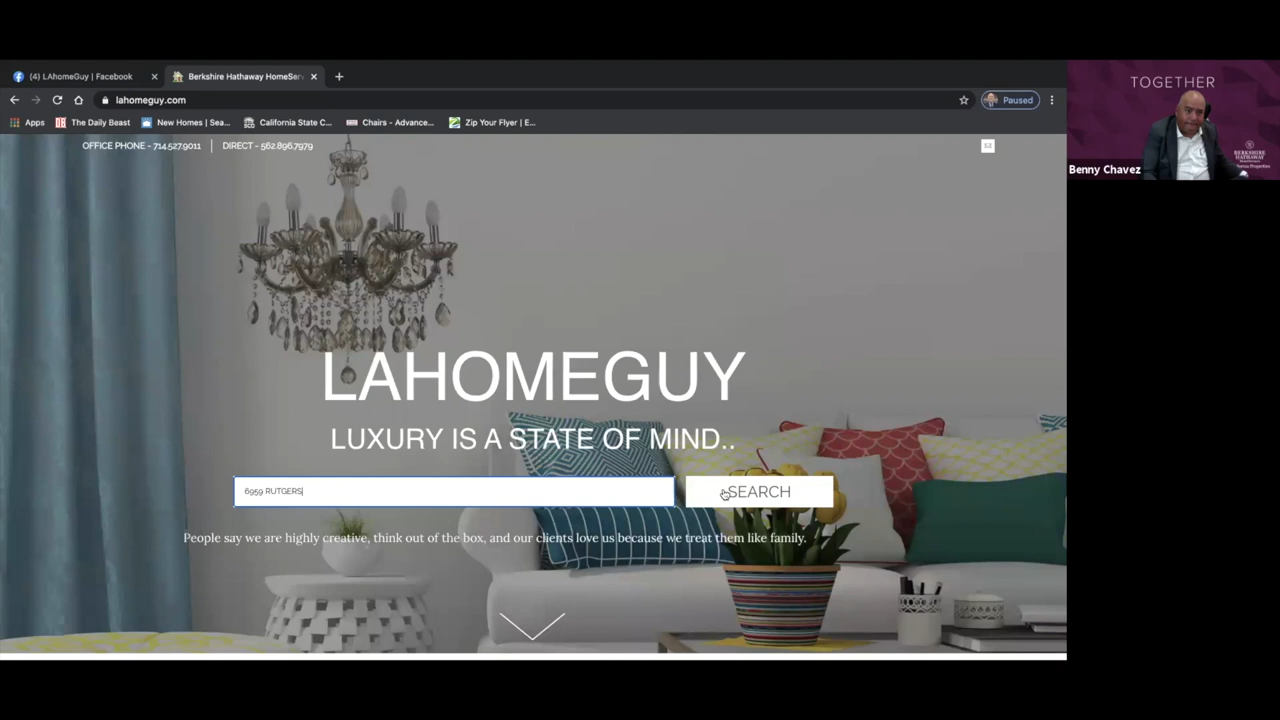 (4) LAhomeGuy | Facebook
Berkshire Hathaway HomeServ
lahomeguy.com
Paused
Apps
The Daily Beast
New Homes | Sea...
California State C...
Chairs - Advance...
Zip Your Flyer | E...
OFFICE PHONE - 714.527.9011
DIRECT - 562.896.7979
LAHOMEGUY
LUXURY IS A STATE OF MIND..
6959 RUTGERS
SEARCH
People say we are highly creative, think out of the box, and our clients love us because we treat them like family.
TOGETHER
BERKSHIRE
HATHAWAY
Properties
Benny Chavez